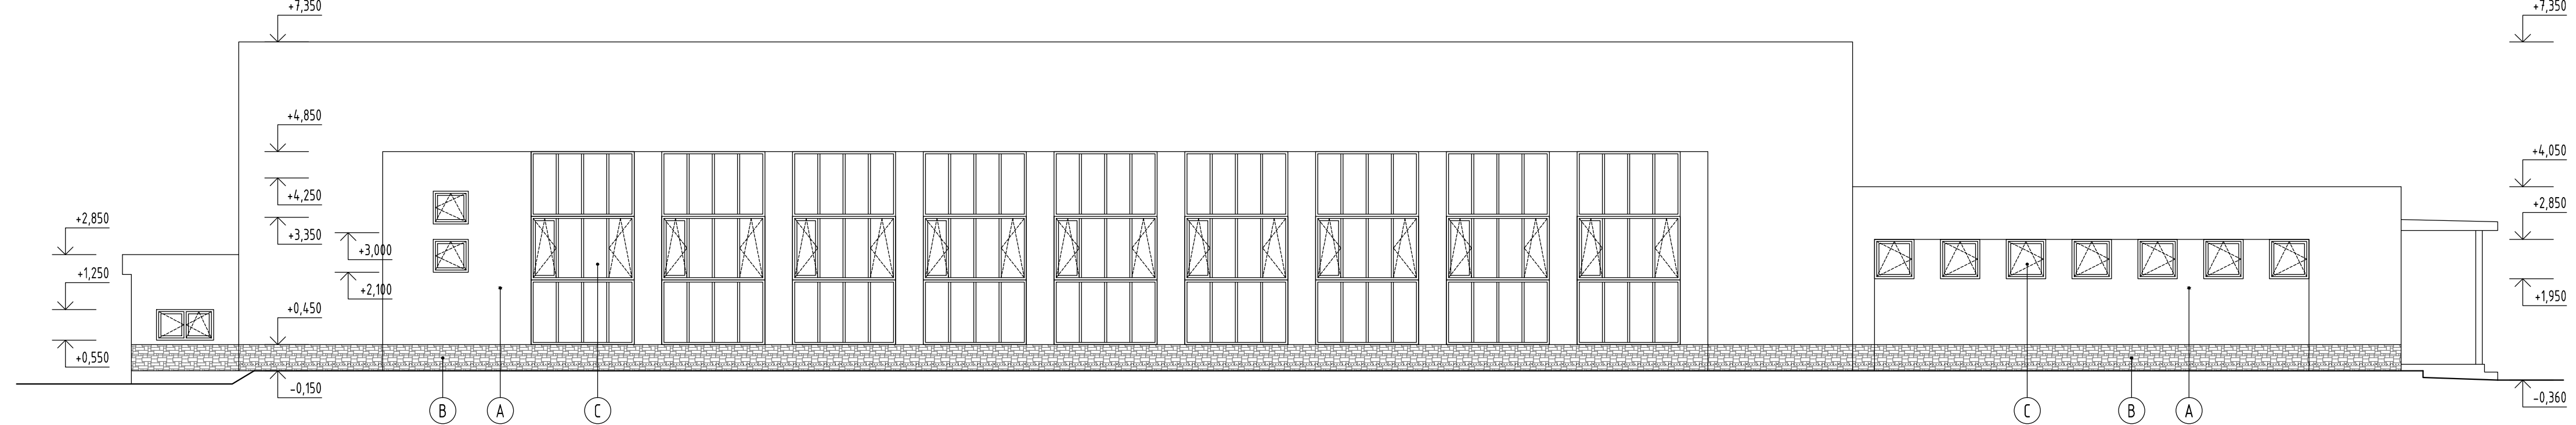 +7,350
+7,350
+4,850
+4,050
+4,250
+2,850
+2,850
+3,350
+3,000
+1,250
+2,100
+1,950
+0,450
+0,550
-0,150
-0,360
B
A
C
C
B
A